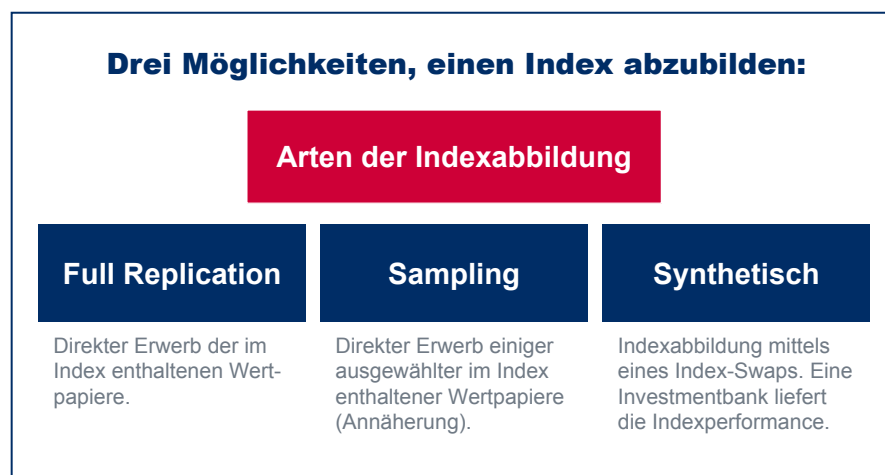 Drei Möglichkeiten, einen Index abzubilden:
Arten der Indexabbildung
Full Replication
Direkter Erwerb der im
Index enthaltenen Wert-
papiere.
Sampling
Direkter Erwerb einiger
ausgewählter im Index
enthaltener Wertpapiere
(Annäherung).
Synthetisch
Indexabbildung mittels
eines Index-Swaps. Eine
Investmentbank liefert
die Indexperformance.